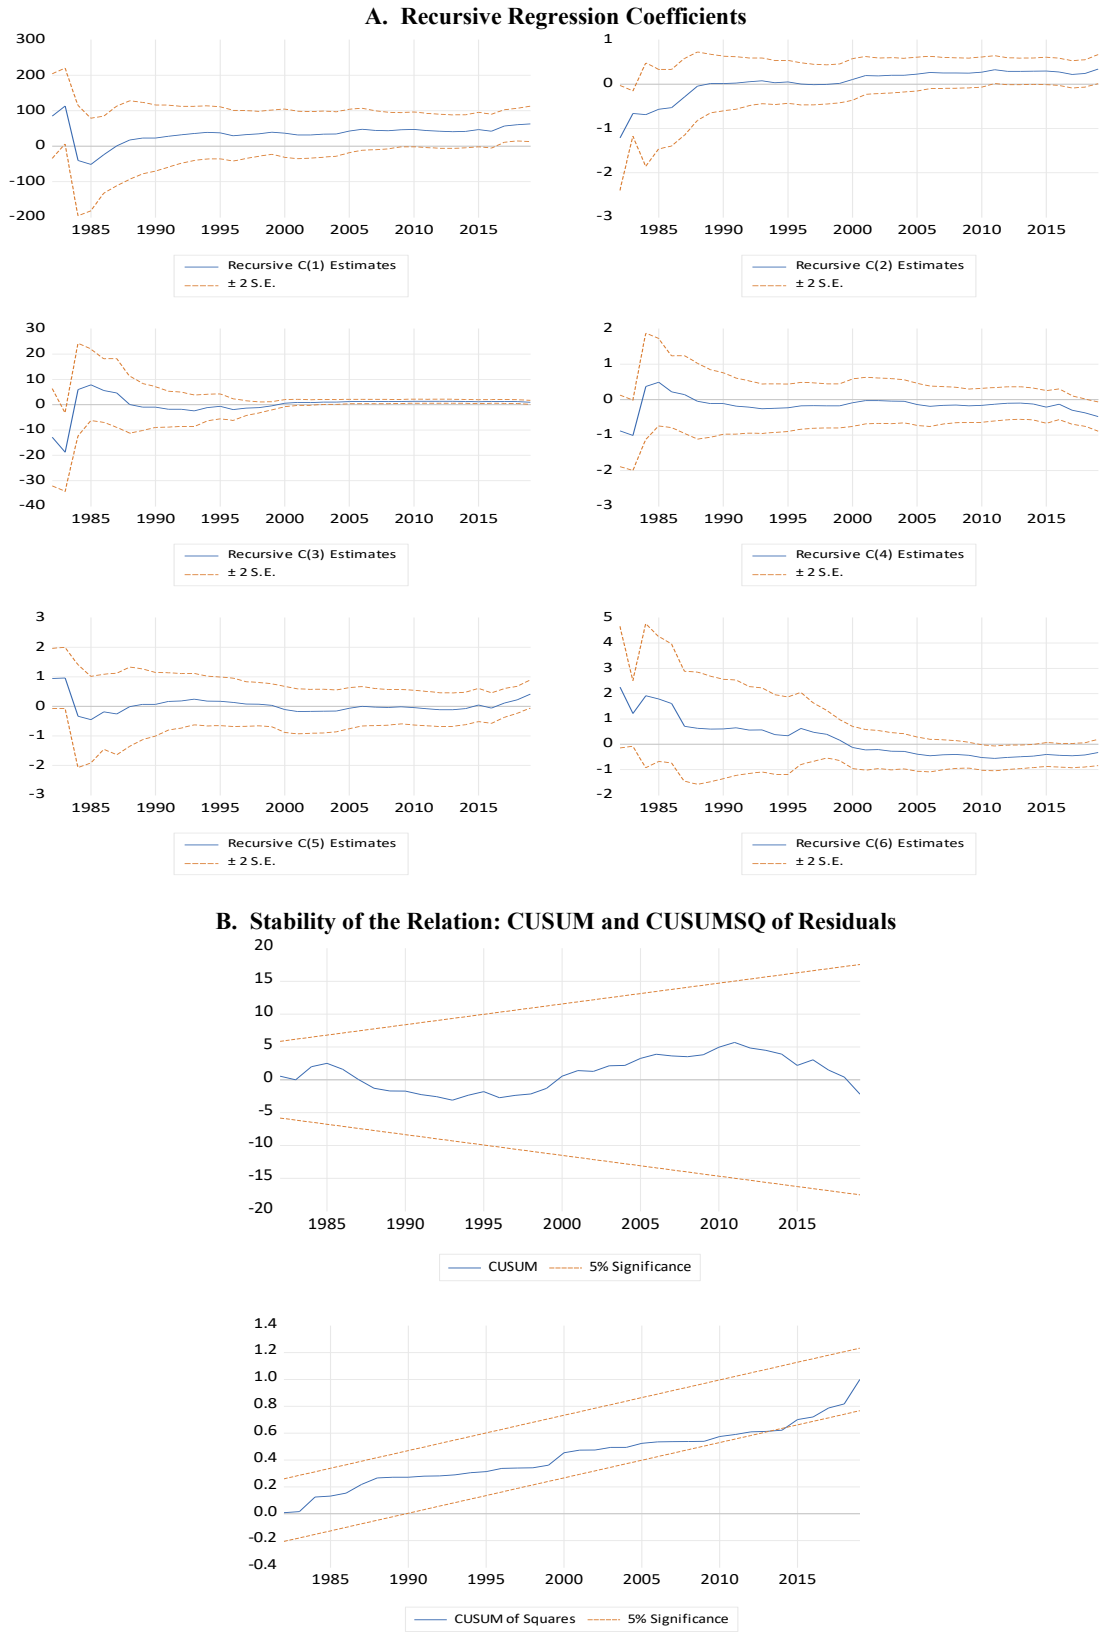 A. Recursive Regression Coefficients
300
200
100
0
-100
-200
1985 1990 1995 2000 2005 2010 2015
Recursive C(1) Estimates
± 2 S.E.
1
0
-1
-2
-3
1985 1990 1995 2000 2005 2010 2015
Recursive C(2) Estimates
± 2 S.E.
30
20
10
0
-10
-20
-30
-40
1985 1990 1995 2000 2005 2010 2015
Recursive C(3) Estimates
± 2 S.E.
2
1
0
-1
-2
-3
1985 1990 1995 2000 2005 2010 2015
Recursive C(4) Estimates
± 2 S.E.
3
2
1
0
-1
-2
-3
1985 1990 1995 2000 2005 2010 2015
Recursive C(5) Estimates
± 2 S.E.
5
4
3
2
1
0
-1
-2
1985 1990 1995 2000 2005 2010 2015
Recursive C(6) Estimates
± 2 S.E.
B. Stability of the Relation: CUSUM and CUSUMSQ of Residuals
20
15
10
5
0
-5
-10
-15
-20
1985 1990 1995 2000 2005 2010 2015
CUSUM 5% Significance
1.4
1.2
1.0
0.8
0.6
0.4
0.2
0.0
-0.2
-0.4
1985 1990 1995 2000 2005 2010 2015
CUSUM of Squares 5% Significance